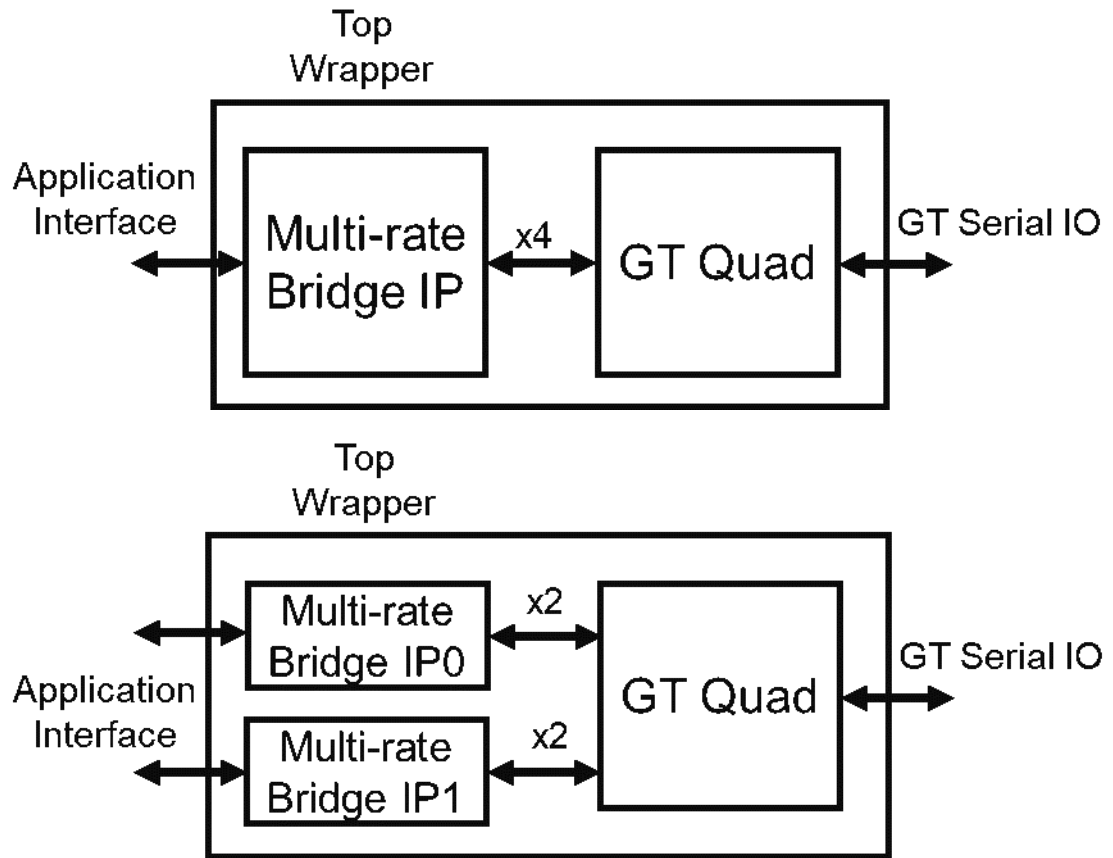 Top
Wrapper
Application
Interface
Multi-rate
Bridge IP
x4
GT Quad
GT Serial IO
Top
Wrapper
Multi-rate
Bridge IP0
x2
Application
Interface
Multi-rate
Bridge IP1
x2
GT Quad
GT Serial IO